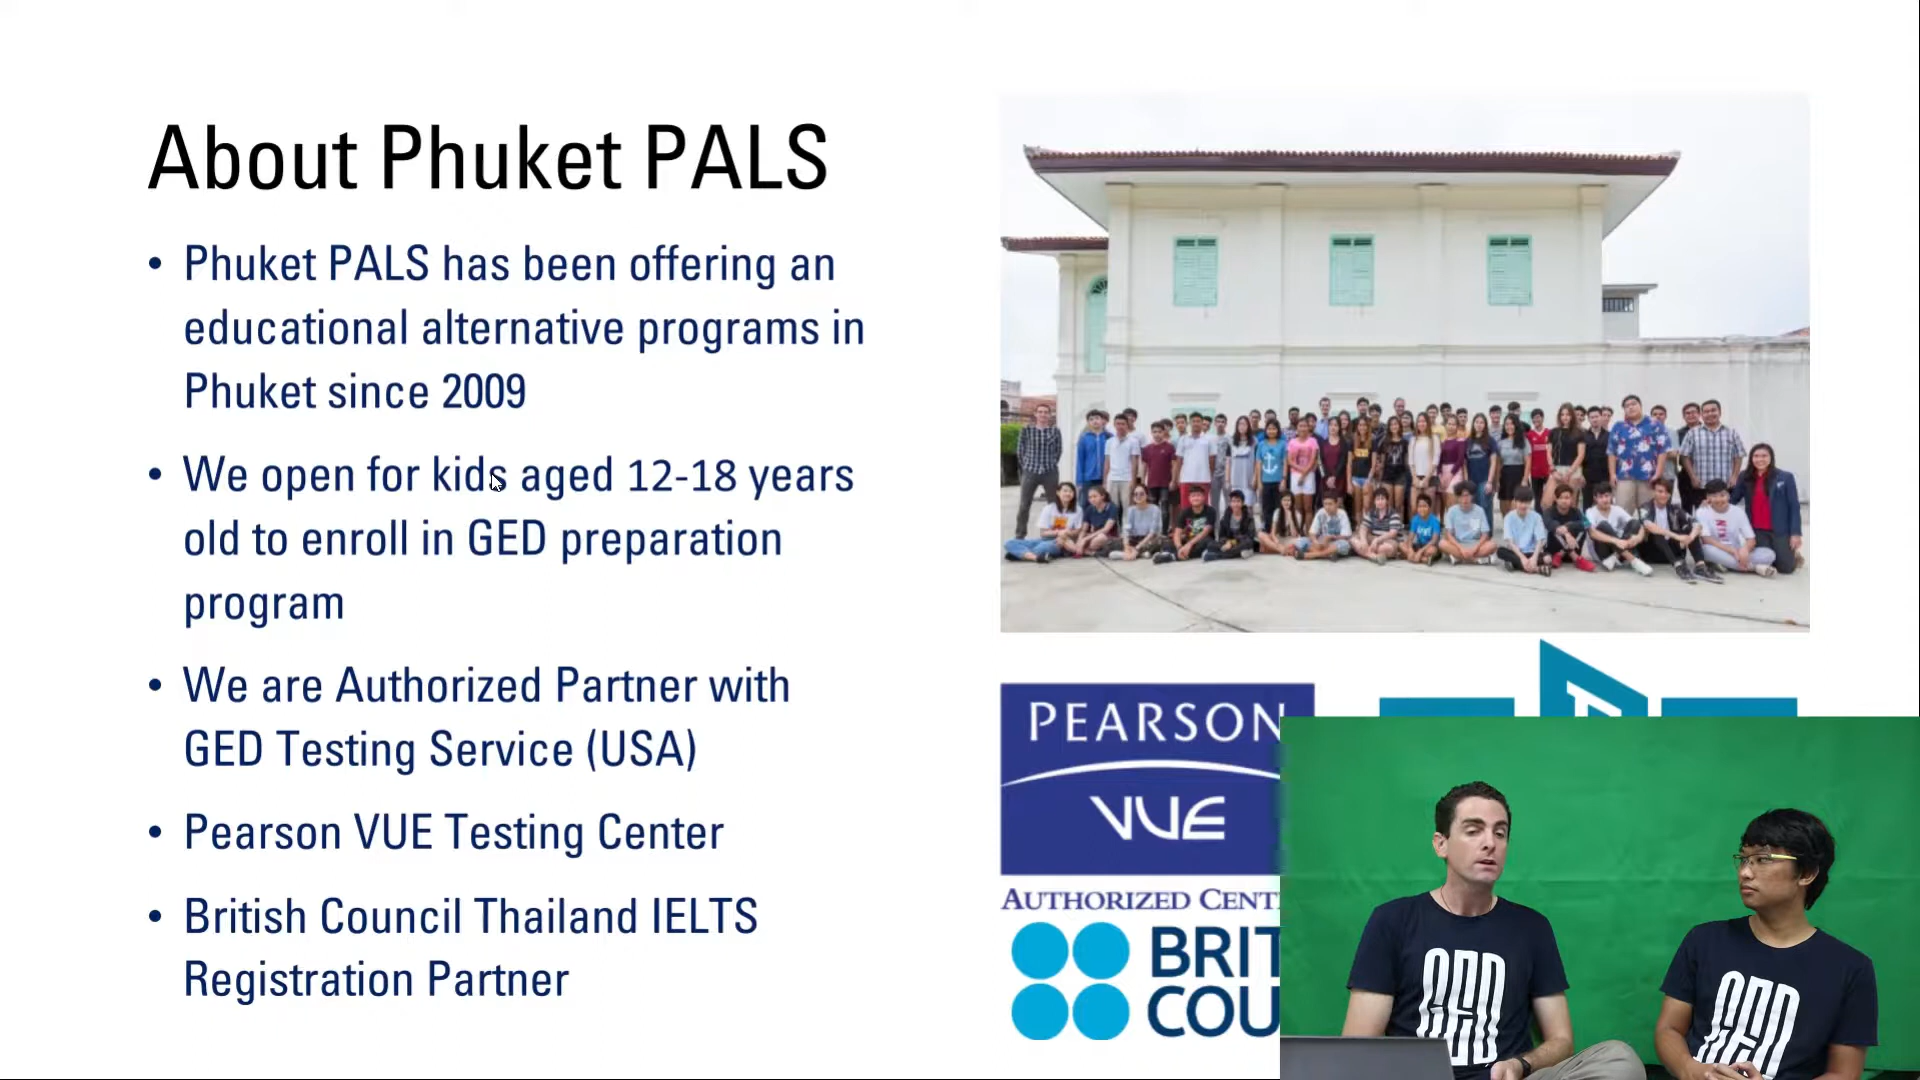 About Phuket PALS
• Phuket PALS has been offering an
educational alternative programs in
Phuket since 2009
• We open for kids aged 12-18 years
old to enroll in GED preparation
program
• We are Authorized Partner with
GED Testing Service (USA)
• Pearson VUE Testing Center
• British Council Thailand IELTS
Registration Partner
PEARSON
VUE
AUTHORIZED CENT
BRIT
COU
GED
GED